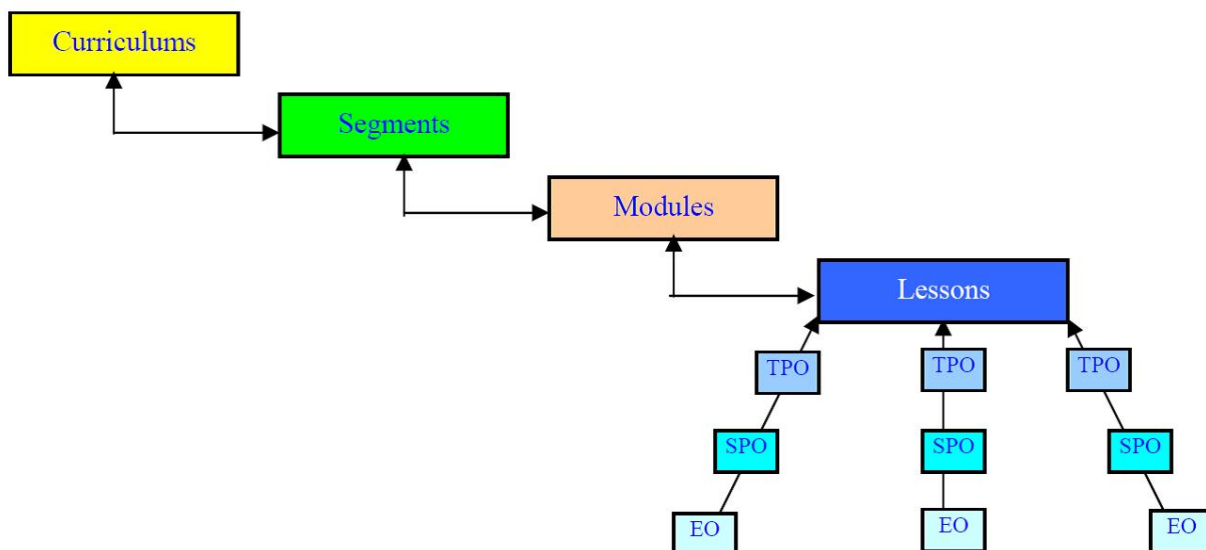 Curriculums
Segments
Modules
Lessons
TPO
TPO
TPO
SPO
SPO
SPO
EO
EO
EO